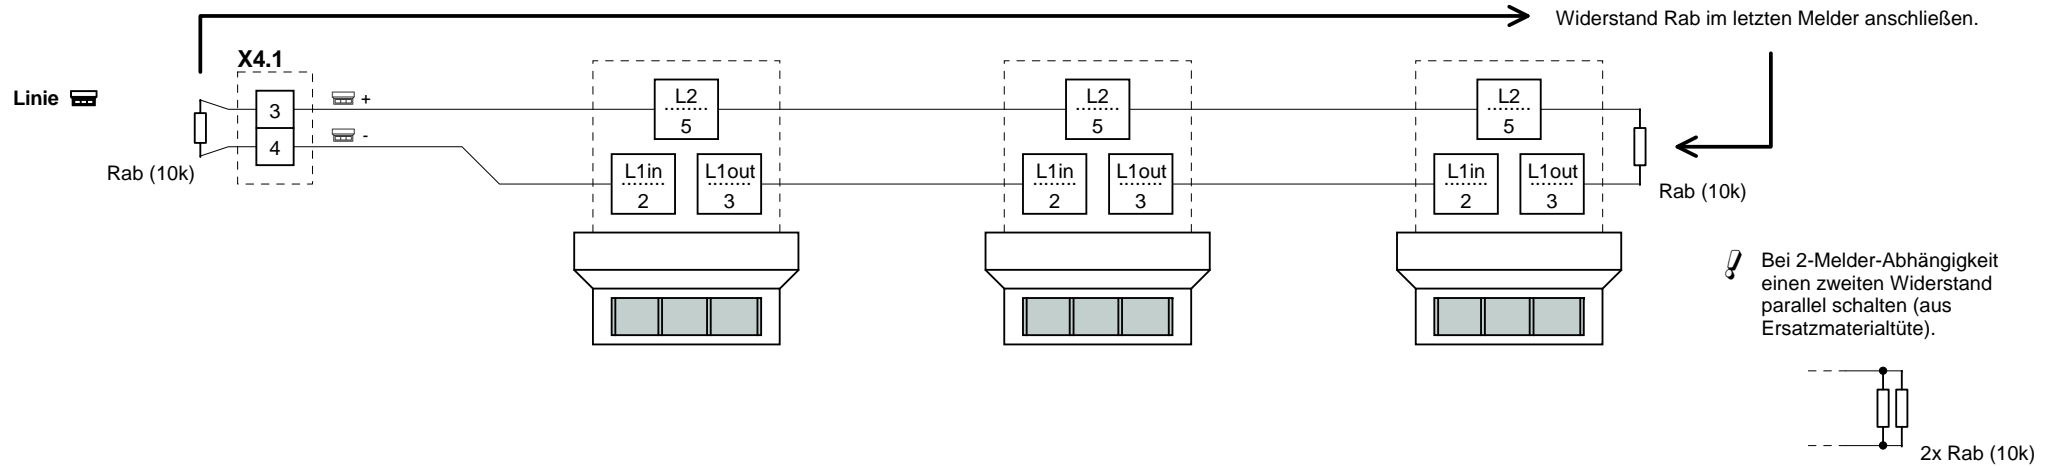 Widerstand Rab im letzten Melder anschließen.
X4.1
Linie
3
+
4
-
Rab (10k)
L2
5
L1in
2
L1out
3
L2
5
L1in
2
L1out
3
L2
5
L1in
2
L1out
3
Rab (10k)
Bei 2-Melder-Abhängigkeit
einen zweiten Widerstand
parallel schalten (aus
Ersatzmaterialtüte).
2x Rab (10k)